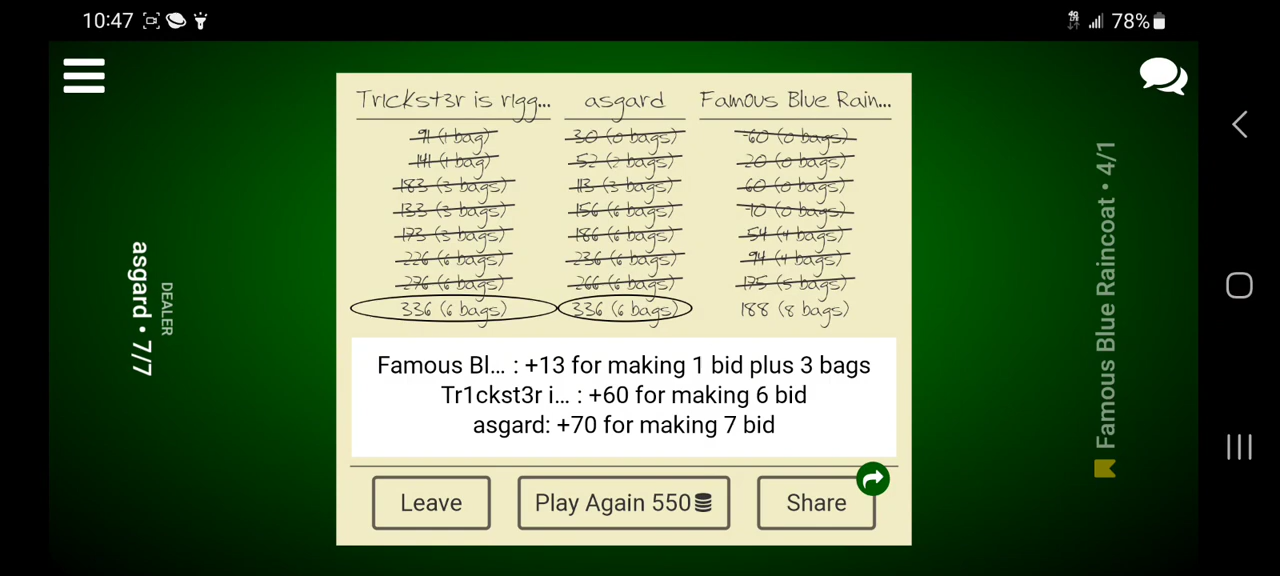 10:47 78%
Tr1ckst3r is r1gg... asgard Famous Blue Rain...
91 (1 bag) 30 (0 bags) -60 (0 bags)
141 (1 bag) 52 (2 bags) 20 (0 bags)
183 (3 bags) 113 (3 bags) 60 (0 bags)
133 (3 bags) 156 (6 bags) -10 (0 bags)
173 (3 bags) 186 (6 bags) 54 (4 bags)
226 (6 bags) 236 (6 bags) 94 (4 bags)
276 (6 bags) 266 (6 bags) 175 (5 bags)
336 (6 bags) 336 (6 bags) 188 (8 bags)
Famous Bl... : +13 for making 1 bid plus 3 bags
Tr1ckst3r i... : +60 for making 6 bid
asgard: +70 for making 7 bid
Leave Play Again 550 Share
DEALER
asgard • 7/7
Famous Blue Raincoat • 4/1